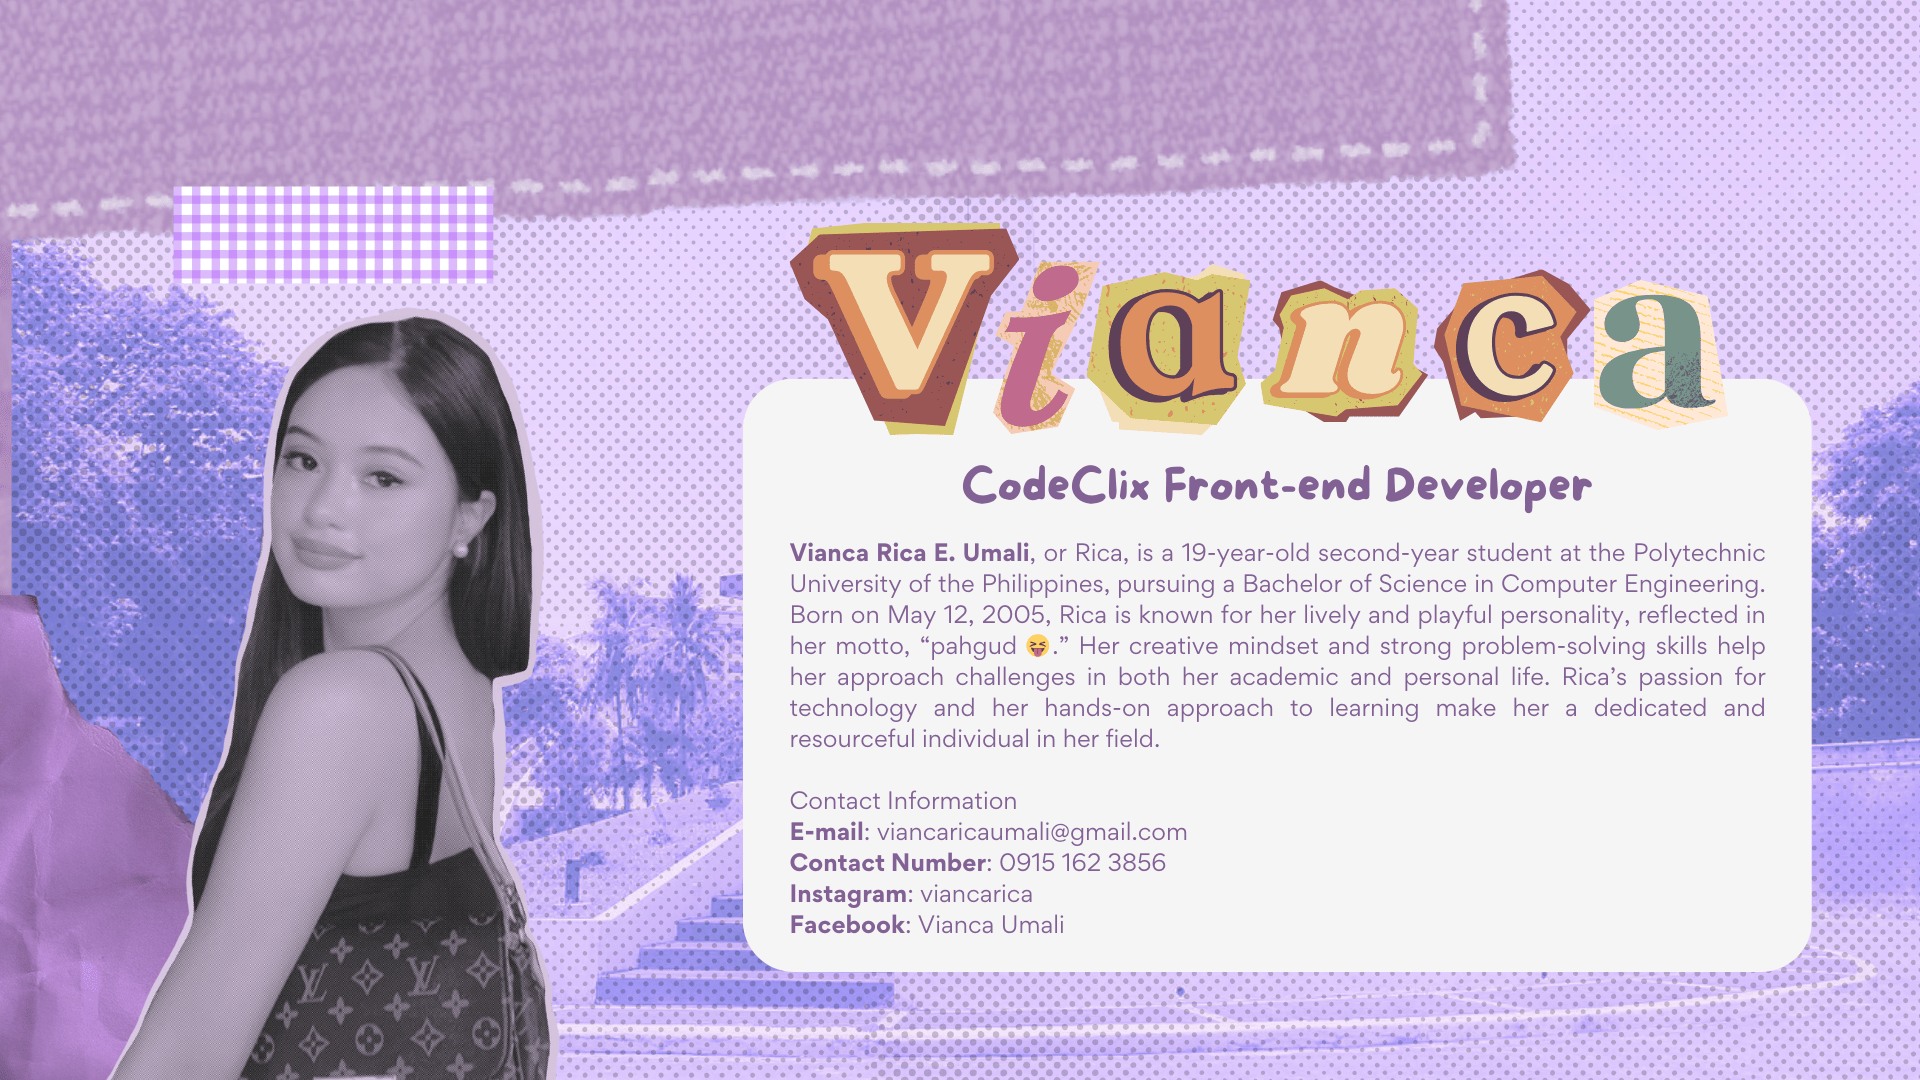 Vianca
CodeClix Front-end Developer
Vianca Rica E. Umali, or Rica, is a 19-year-old second-year student at the Polytechnic
University of the Philippines, pursuing a Bachelor of Science in Computer Engineering.
Born on May 12, 2005, Rica is known for her lively and playful personality, reflected in
her motto, “pahgud 😝.” Her creative mindset and strong problem-solving skills help
her approach challenges in both her academic and personal life. Rica’s passion for
technology and her hands-on approach to learning make her a dedicated and
resourceful individual in her field.
Contact Information
E-mail: viancaricaumali@gmail.com
Contact Number: 0915 162 3856
Instagram: viancarica
Facebook: Vianca Umali